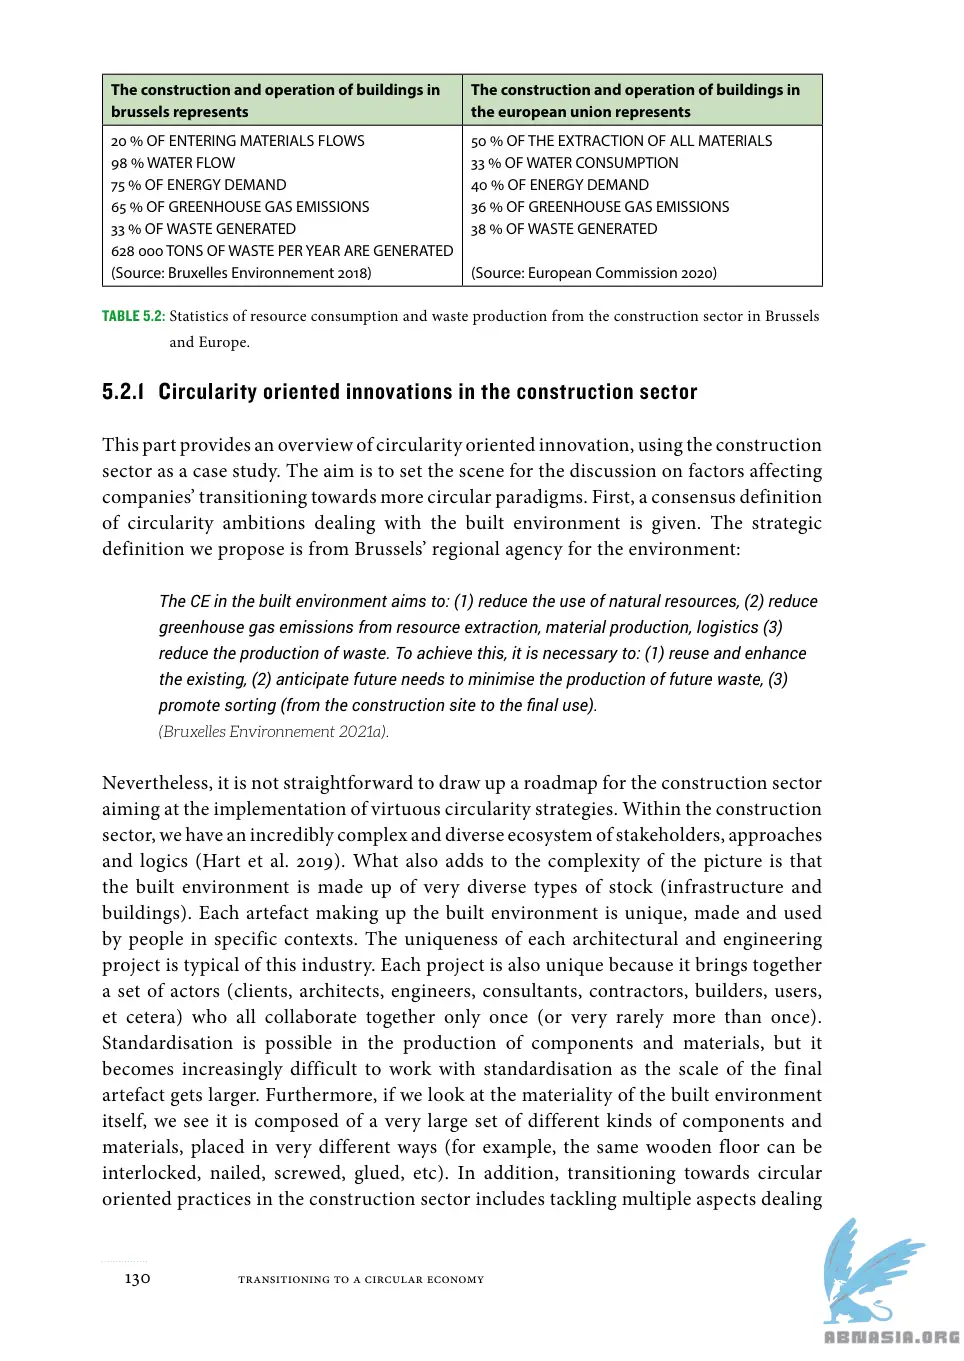 The construction and operation of buildings in
brussels represents
The construction and operation of buildings in
the european union represents
20 % OF ENTERING MATERIALS FLOWS
98 % WATER FLOW
75 % OF ENERGY DEMAND
65 % OF GREENHOUSE GAS EMISSIONS
33 % OF WASTE GENERATED
628 000 TONS OF WASTE PER YEAR ARE GENERATED
(Source: Bruxelles Environnement 2018)
50 % OF THE EXTRACTION OF ALL MATERIALS
33 % OF WATER CONSUMPTION
40 % OF ENERGY DEMAND
36 % OF GREENHOUSE GAS EMISSIONS
38 % OF WASTE GENERATED
(Source: European Commission 2020)
TABLE 5.2: Statistics of resource consumption and waste production from the construction sector in Brussels
and Europe.
5.2.1 Circularity oriented innovations in the construction sector
This part provides an overview of circularity oriented innovation, using the construction
sector as a case study. The aim is to set the scene for the discussion on factors affecting
companies’ transitioning towards more circular paradigms. First, a consensus definition
of circularity ambitions dealing with the built environment is given. The strategic
definition we propose is from Brussels’ regional agency for the environment:
The CE in the built environment aims to: (1) reduce the use of natural resources, (2) reduce
greenhouse gas emissions from resource extraction, material production, logistics (3)
reduce the production of waste. To achieve this, it is necessary to: (1) reuse and enhance
the existing, (2) anticipate future needs to minimise the production of future waste, (3)
promote sorting (from the construction site to the final use).
(Bruxelles Environnement 2021a).
Nevertheless, it is not straightforward to draw up a roadmap for the construction sector
aiming at the implementation of virtuous circularity strategies. Within the construction
sector, we have an incredibly complex and diverse ecosystem of stakeholders, approaches
and logics (Hart et al. 2019). What also adds to the complexity of the picture is that
the built environment is made up of very diverse types of stock (infrastructure and
buildings). Each artefact making up the built environment is unique, made and used
by people in specific contexts. The uniqueness of each architectural and engineering
project is typical of this industry. Each project is also unique because it brings together
a set of actors (clients, architects, engineers, consultants, contractors, builders, users,
et cetera) who all collaborate together only once (or very rarely more than once).
Standardisation is possible in the production of components and materials, but it
becomes increasingly difficult to work with standardisation as the scale of the final
artefact gets larger. Furthermore, if we look at the materiality of the built environment
itself, we see it is composed of a very large set of different kinds of components and
materials, placed in very different ways (for example, the same wooden floor can be
interlocked, nailed, screwed, glued, etc). In addition, transitioning towards circular
oriented practices in the construction sector includes tackling multiple aspects dealing
130 TRANSITIONING TO A CIRCULAR ECONOMY
ABNASIA.ORG